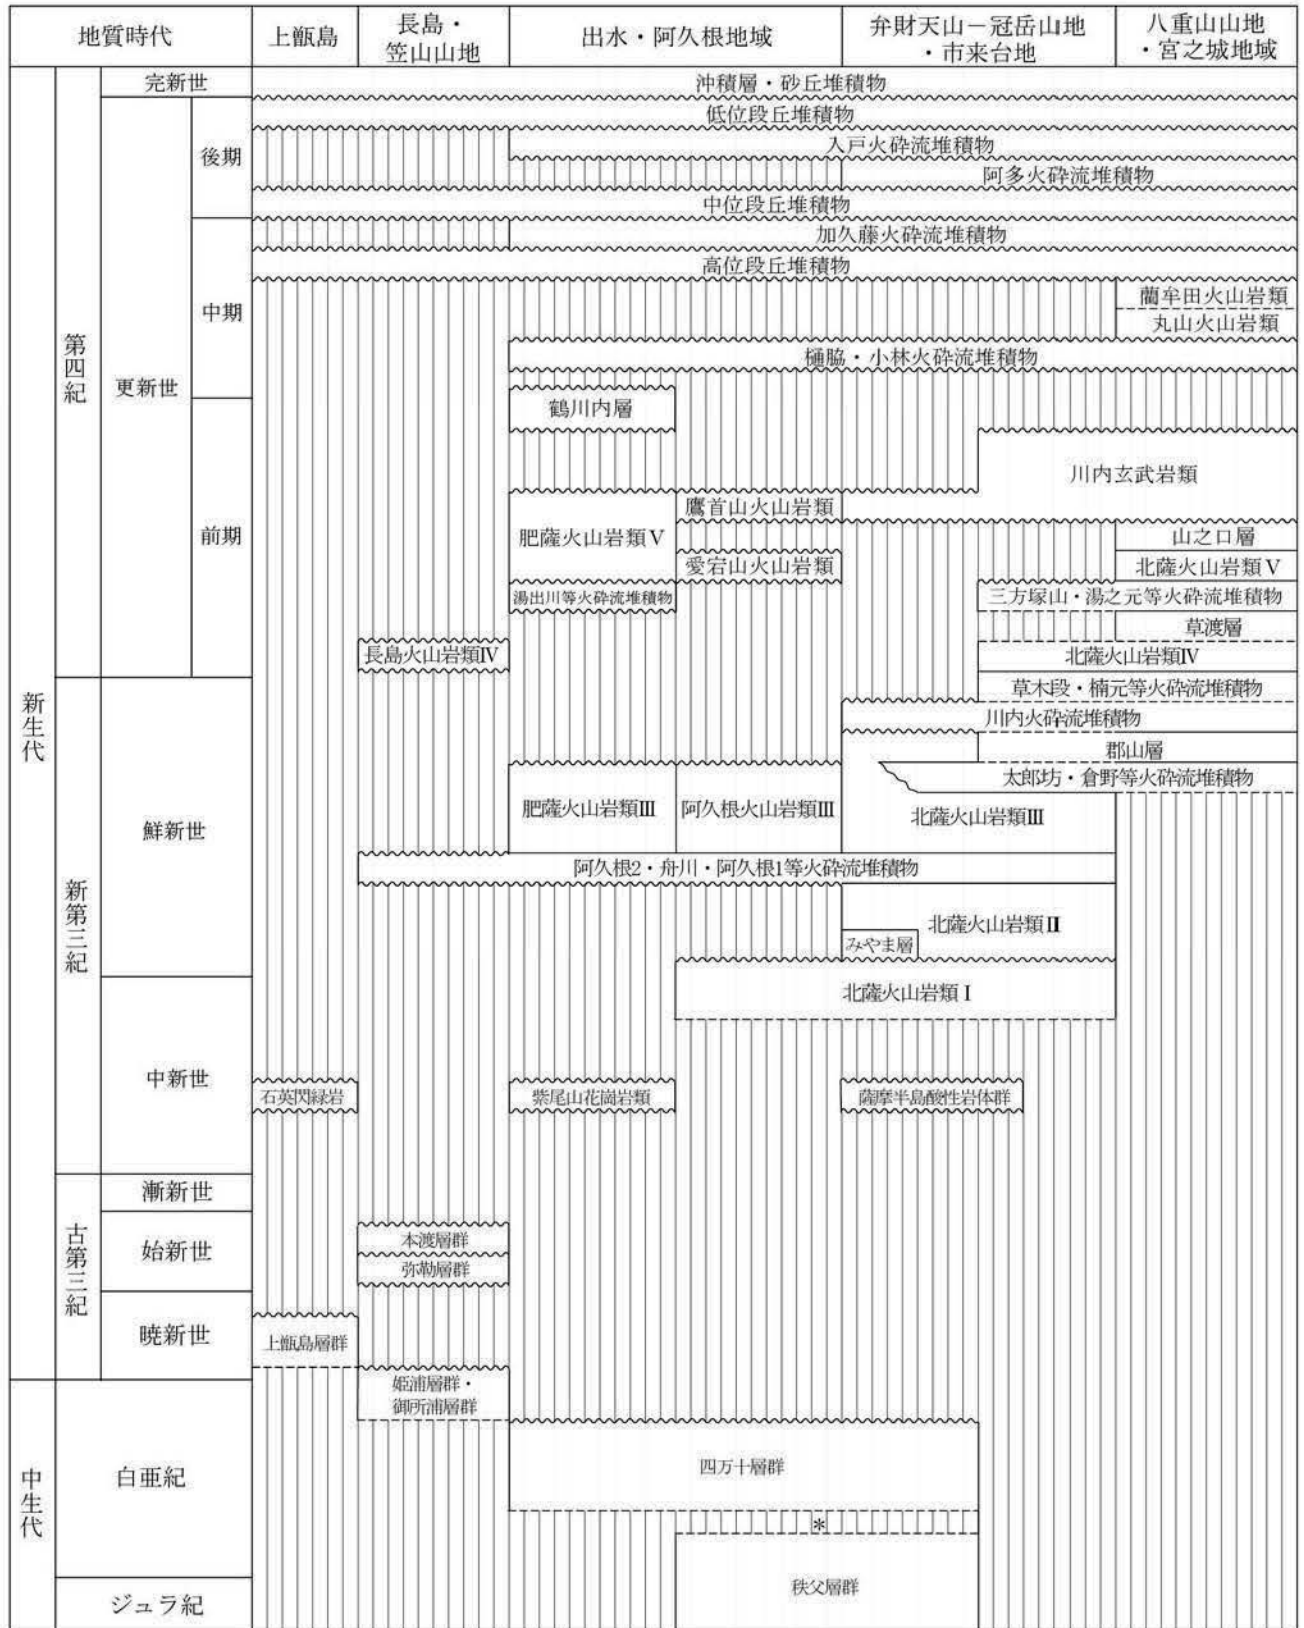 地質時代
上甑島
長島・
笠山山地
出水・阿久根地域
弁財天山－冠岳山地
・市来台地
八重山山地
・宮之城地域
新生代
第四紀
完新世
更新世
後期
中期
前期
沖積層・砂丘堆積物
低位段丘堆積物
入戸火砕流堆積物
阿多火砕流堆積物
中位段丘堆積物
加久藤火砕流堆積物
高位段丘堆積物
藺牟田火山岩類
丸山火山岩類
樋脇・小林火砕流堆積物
鶴川内層
川内玄武岩類
鷹首山火山岩類
肥薩火山岩類Ⅴ
山之口層
愛宕山火山岩類
北薩火山岩類Ⅴ
湯出川等火砕流堆積物
三方塚山・湯之元等火砕流堆積物
草渡層
長島火山岩類Ⅳ
北薩火山岩類Ⅳ
新第三紀
鮮新世
草木段・楠元等火砕流堆積物
川内火砕流堆積物
郡山層
太郎坊・倉野等火砕流堆積物
肥薩火山岩類Ⅲ
阿久根火山岩類Ⅲ
北薩火山岩類Ⅲ
阿久根2・舟川・阿久根1等火砕流堆積物
北薩火山岩類Ⅱ
みやま層
北薩火山岩類Ⅰ
中新世
石英閃緑岩
紫尾山花崗岩類
薩摩半島酸性岩体群
古第三紀
漸新世
始新世
本渡層群
弥勒層群
暁新世
上甑島層群
中生代
白亜紀
姫浦層群・
御所浦層群
四万十層群
*
秩父層群
ジュラ紀